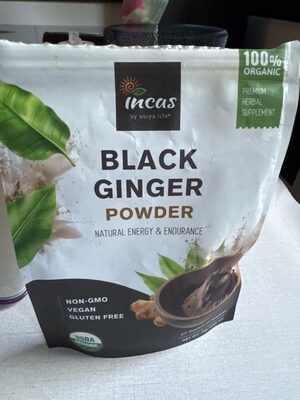 100%
ORGANIC
PREMIUM
HERBAL
SUPPLEMENT
incas
by asiya life®
BLACK
GINGER
POWDER
NATURAL ENERGY & ENDURANCE
NON-GMO
VEGAN
GLUTEN FREE
USDA
ORGANIC